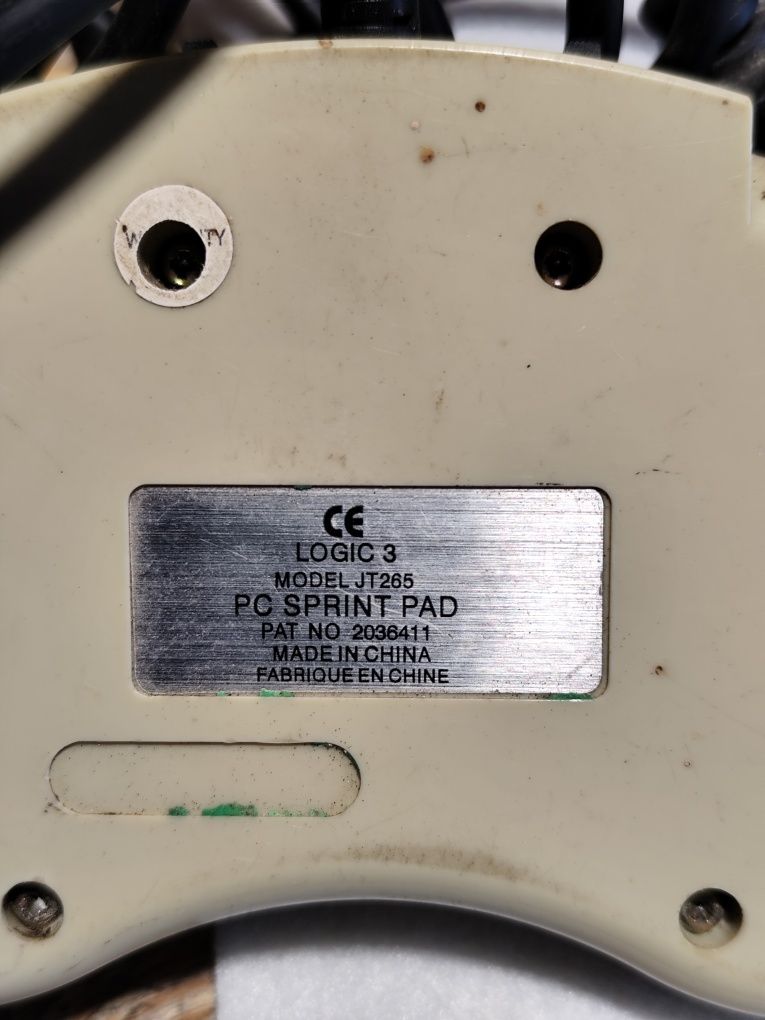 CE
LOGIC 3
MODEL JT265
PC SPRINT PAD
PAT NO 2036411
MADE IN CHINA
FABRIQUE EN CHINE